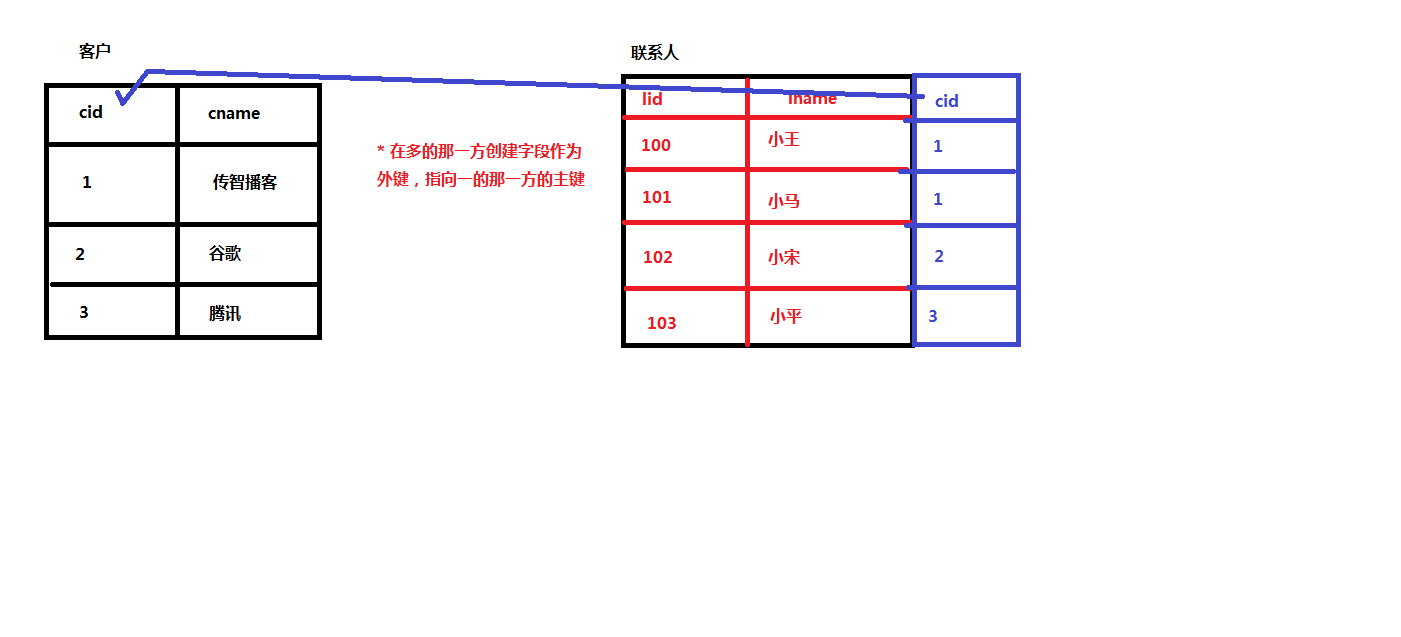 客户
cid cname
1 传智播客
2 谷歌
3 腾讯
* 在多的那一方创建字段作为
外键，指向一的那一方的主键
联系人
lid lname cid
100 小王 1
101 小马 1
102 小宋 2
103 小平 3